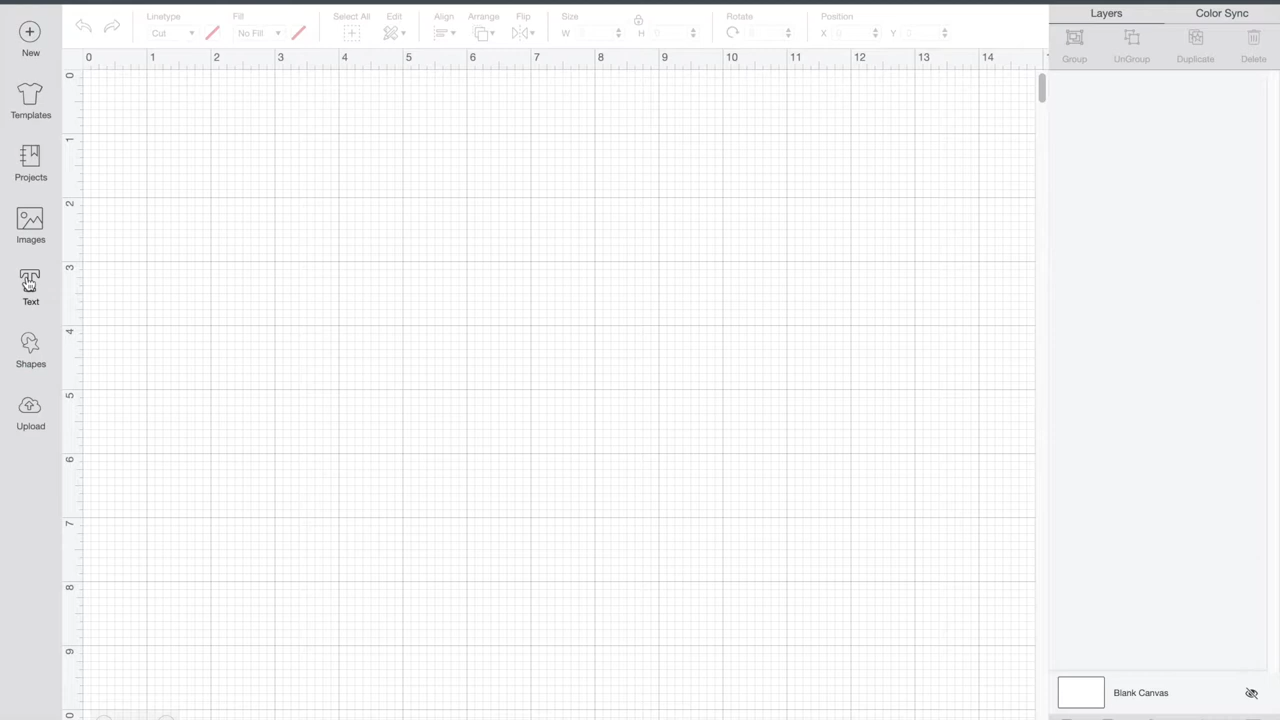 New
Templates
Projects
Images
Text
Shapes
Upload
Linetype
Cut
Fill
No Fill
Select All
Edit
Align
Arrange
Flip
Size
W
H
Rotate
Position
X
Y
0 1 2 3 4 5 6 7 8 9 10 11 12 13 14
0
1
2
3
4
5
6
7
8
9
Layers
Color Sync
Group
UnGroup
Duplicate
Delete
Blank Canvas